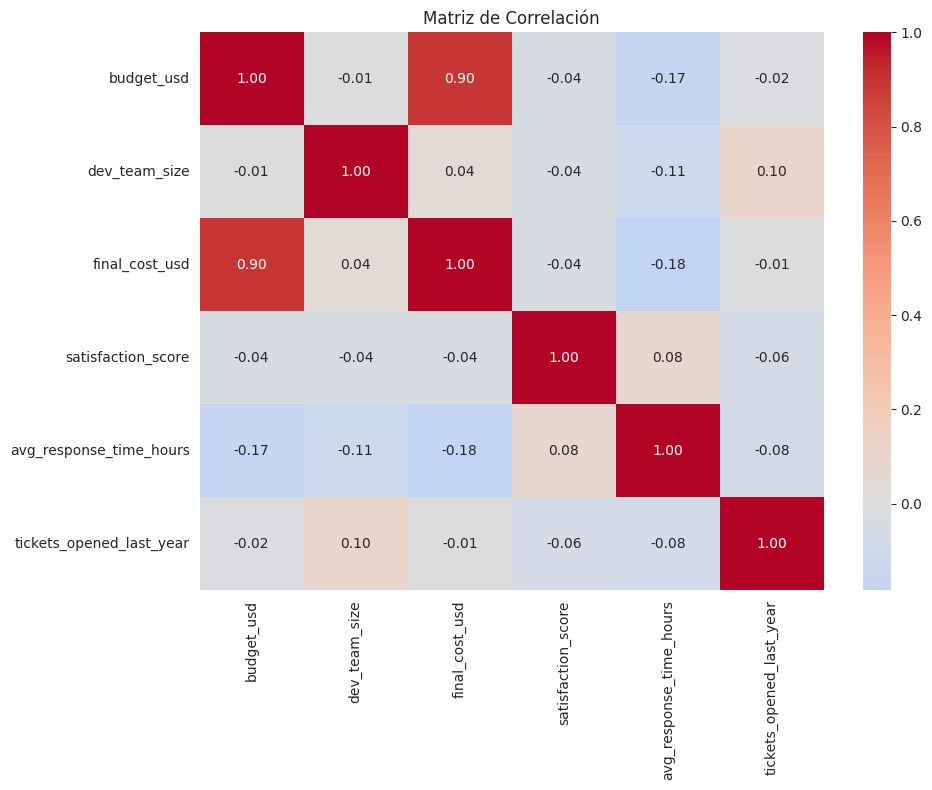 Matriz de Correlación
budget_usd 1.00 -0.01 0.90 -0.04 -0.17 -0.02
dev_team_size -0.01 1.00 0.04 -0.04 -0.11 0.10
final_cost_usd 0.90 0.04 1.00 -0.04 -0.18 -0.01
satisfaction_score -0.04 -0.04 -0.04 1.00 0.08 -0.06
avg_response_time_hours -0.17 -0.11 -0.18 0.08 1.00 -0.08
tickets_opened_last_year -0.02 0.10 -0.01 -0.06 -0.08 1.00
budget_usd
dev_team_size
final_cost_usd
satisfaction_score
avg_response_time_hours
tickets_opened_last_year
1.0
0.8
0.6
0.4
0.2
0.0